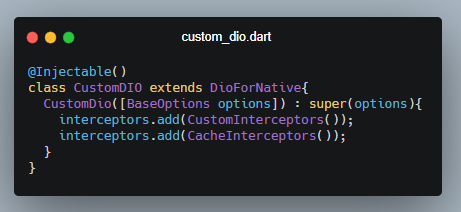 custom_dio.dart
@Injectable()
class CustomDIO extends DioForNative{
  CustomDio([BaseOptions options]) : super(options){
    interceptors.add(CustomInterceptors());
    interceptors.add(CacheInterceptors());
  }
}